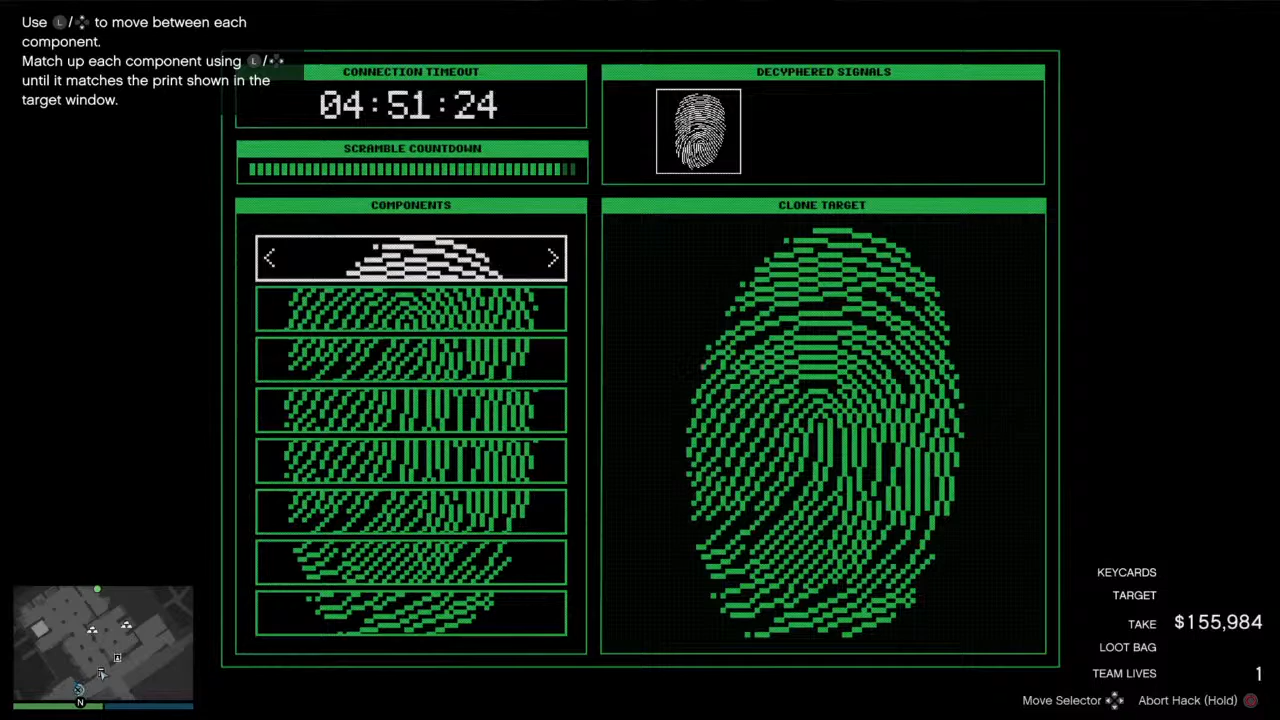 Use L/ to move between each
component.
Match up each component using L/
until it matches the print shown in the
target window.
CONNECTION TIMEOUT
04:51:24
SCRAMBLE COUNTDOWN
DECYPHERED SIGNALS
COMPONENTS
< >
CLONE TARGET
KEYCARDS
TARGET
TAKE $155,984
LOOT BAG
TEAM LIVES 1
Move Selector Abort Hack (Hold)
N